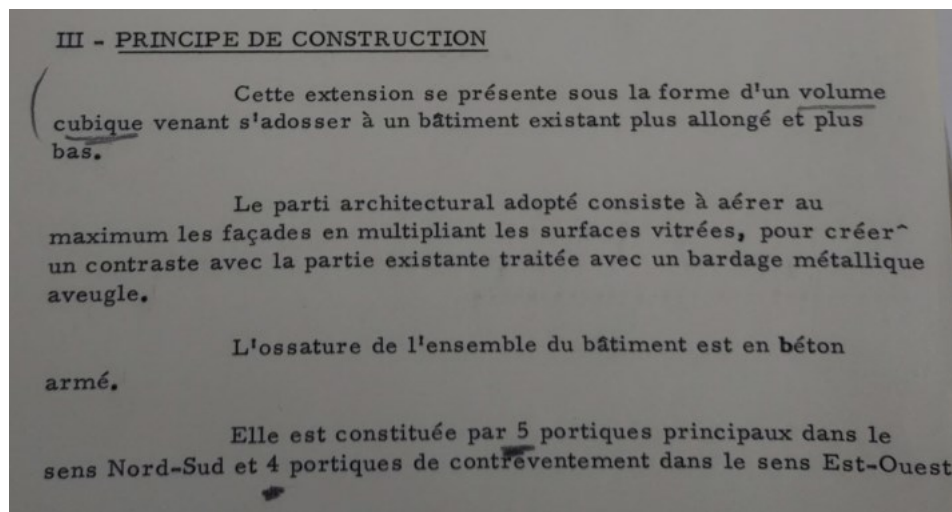 III - PRINCIPE DE CONSTRUCTION
Cette extension se présente sous la forme d'un volume
cubique venant s'adosser à un bâtiment existant plus allongé et plus
bas.
Le parti architectural adopté consiste à aérer au
maximum les façades en multipliant les surfaces vitrées, pour créer^
un contraste avec la partie existante traitée avec un bardage métallique
aveugle.
L'ossature de l'ensemble du bâtiment est en béton
armé.
Elle est constituée par 5 portiques principaux dans le
sens Nord-Sud et 4 portiques de contreventement dans le sens Est-Ouest